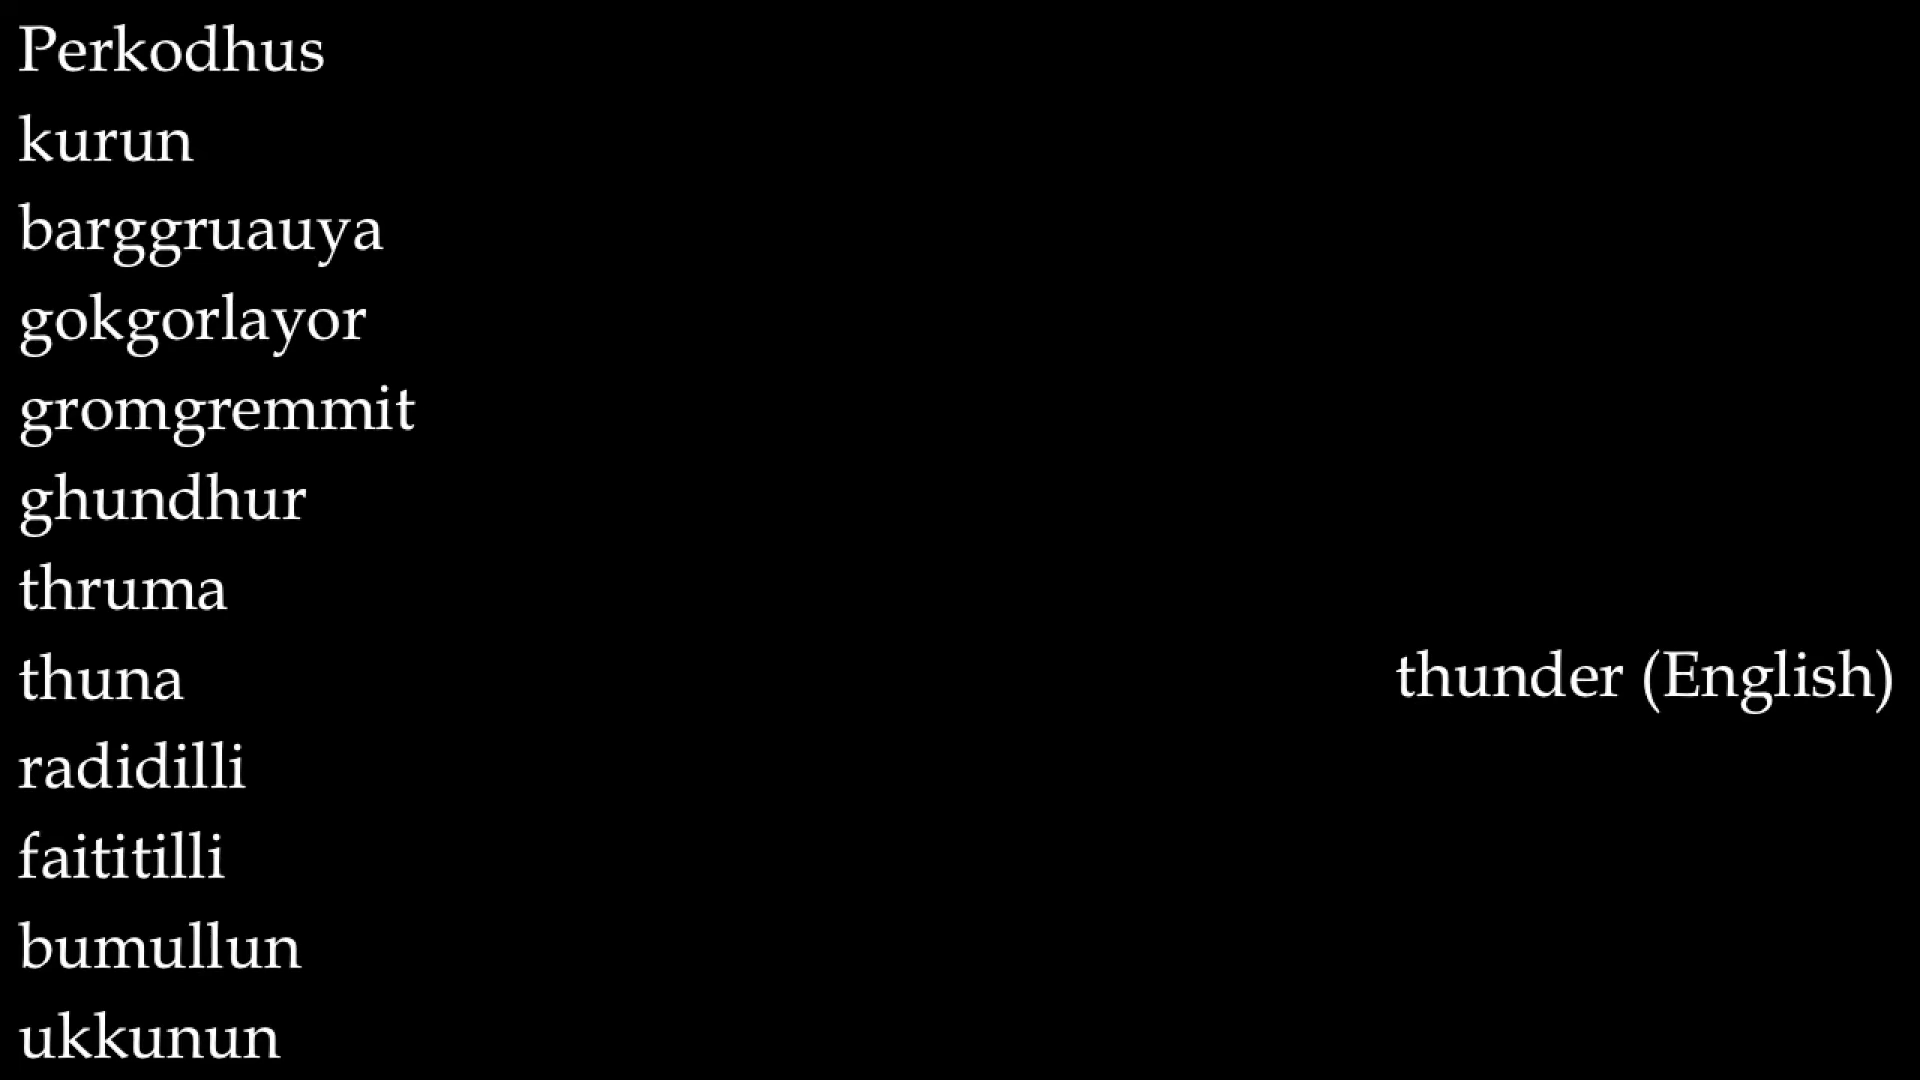 Perkodhus
kurun
barggruauya
gokgorlayor
gromgremmit
ghundhur
thruma
thuna thunder (English)
radidilli
faititilli
bumullun
ukkunun